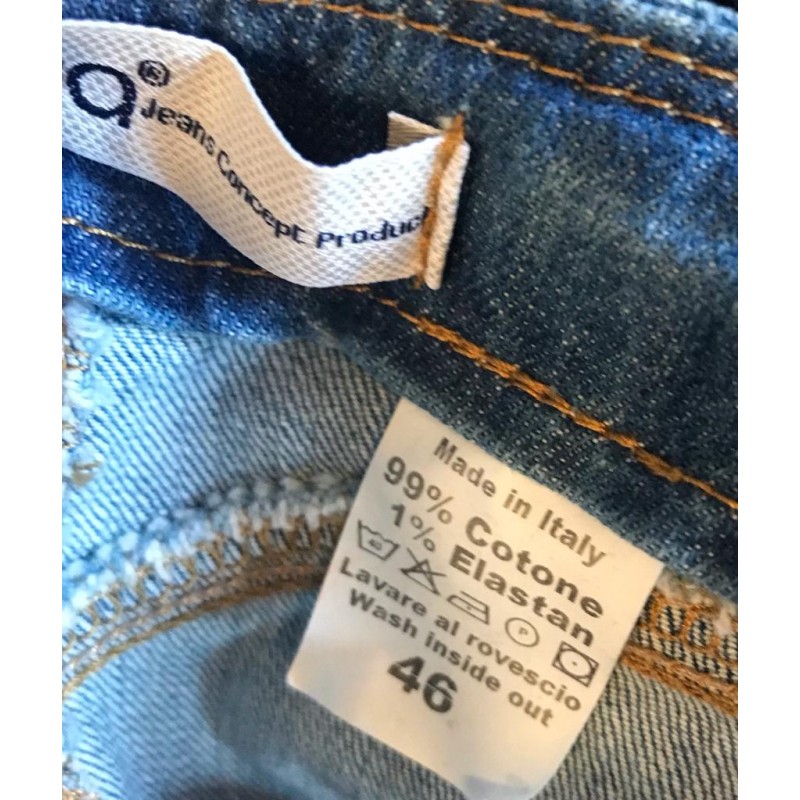 a®
Jeans Concept Product
Made in Italy
99% Cotone
1% Elastan
P
Lavare al rovescio
Wash inside out
46